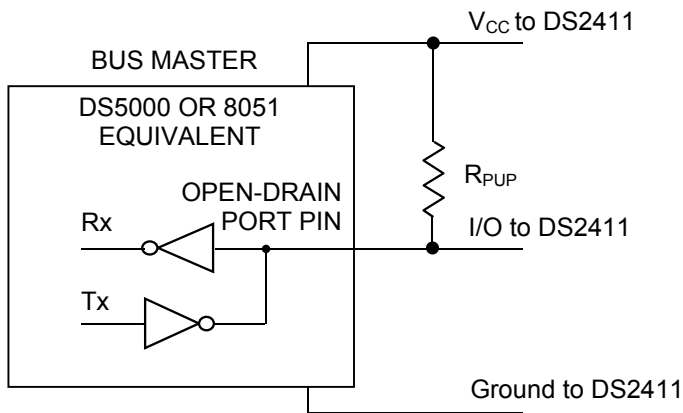 V_CC to DS2411
BUS MASTER
DS5000 OR 8051
EQUIVALENT
R_PUP
OPEN-DRAIN
PORT PIN
Rx
I/O to DS2411
Tx
Ground to DS2411